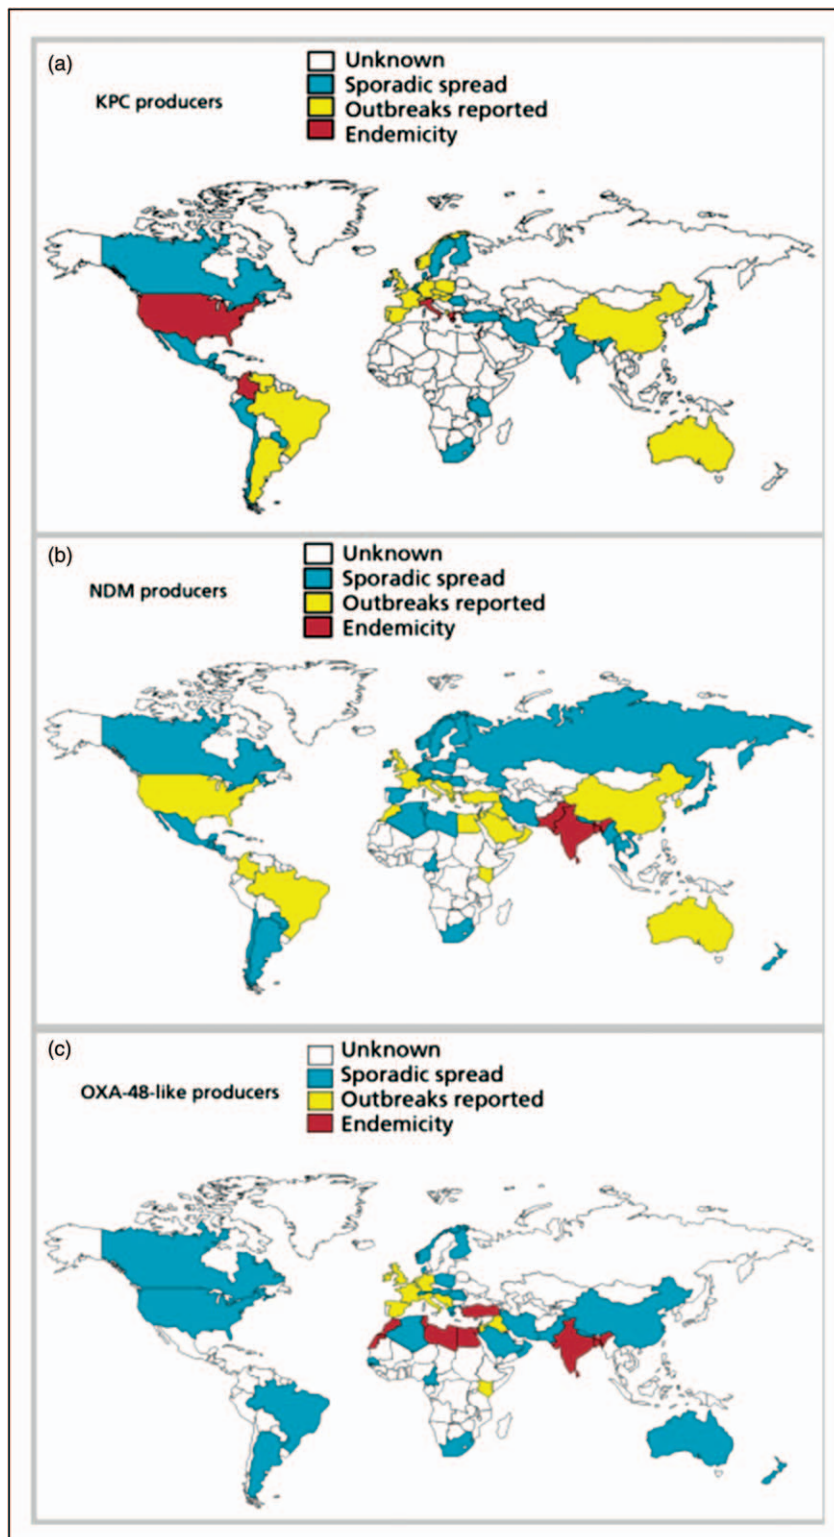 (a)
KPC producers
Unknown
Sporadic spread
Outbreaks reported
Endemicity
(b)
NDM producers
Unknown
Sporadic spread
Outbreaks reported
Endemicity
(c)
OXA-48-like producers
Unknown
Sporadic spread
Outbreaks reported
Endemicity